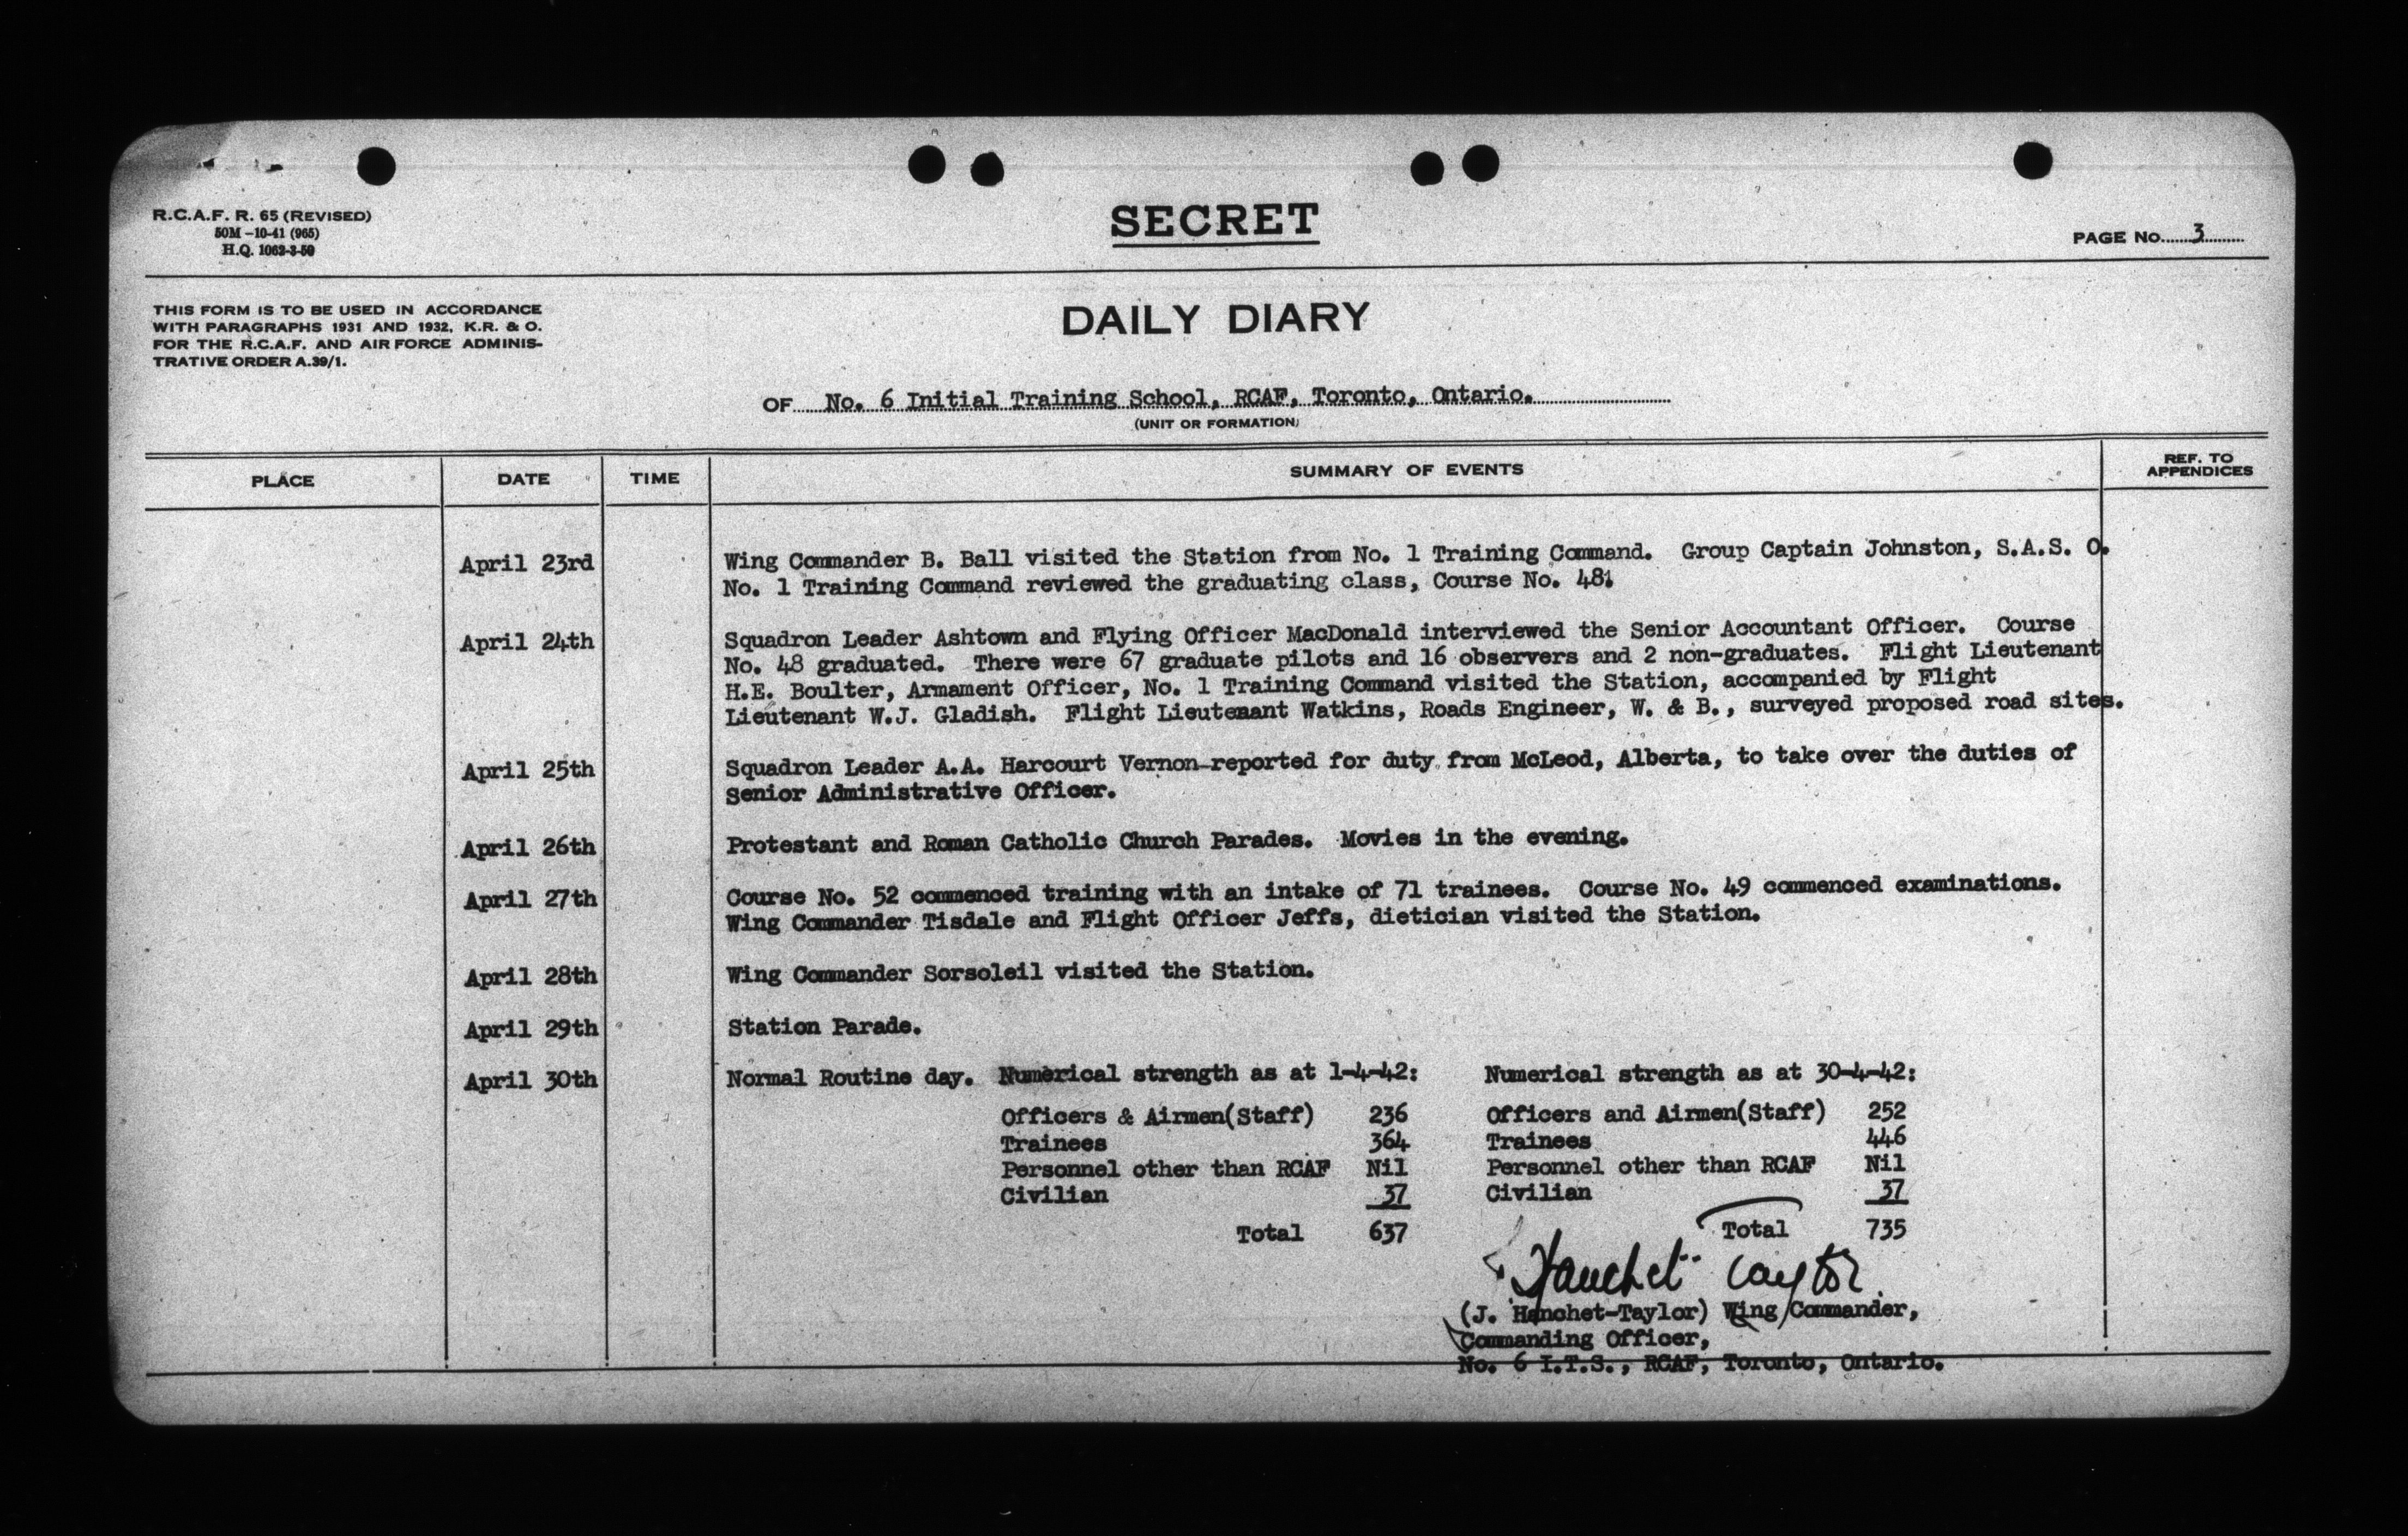 R.C.A.F. R. 65 (REVISED)
50M -10-41 (965)
H.Q. 1062-3-50
SECRET
PAGE No. 3
THIS FORM IS TO BE USED IN ACCORDANCE
WITH PARAGRAPHS 1931 AND 1932, K.R. & O.
FOR THE R.C.A.F. AND AIR FORCE ADMINIS-
TRATIVE ORDER A.39/1.
DAILY DIARY
OF No. 6 Initial Training School, RCAF, Toronto, Ontario.
(UNIT OR FORMATION)
PLACE DATE TIME SUMMARY OF EVENTS REF. TO APPENDICES
April 23rd Wing Commander B. Ball visited the Station from No. 1 Training Command. Group Captain Johnston, S.A.S. O.
No. 1 Training Command reviewed the graduating class, Course No. 48.
April 24th Squadron Leader Ashtown and Flying Officer MacDonald interviewed the Senior Accountant Officer. Course
No. 48 graduated. There were 67 graduate pilots and 16 observers and 2 non-graduates. Flight Lieutenant
H.E. Boulter, Armament Officer, No. 1 Training Command visited the Station, accompanied by Flight
Lieutenant W.J. Gladish. Flight Lieutenant Watkins, Roads Engineer, W. & B., surveyed proposed road sites.
April 25th Squadron Leader A.A. Harcourt Vernon reported for duty from McLeod, Alberta, to take over the duties of
Senior Administrative Officer.
April 26th Protestant and Roman Catholic Church Parades. Movies in the evening.
April 27th Course No. 52 commenced training with an intake of 71 trainees. Course No. 49 commenced examinations.
Wing Commander Tisdale and Flight Officer Jeffs, dietician visited the Station.
April 28th Wing Commander Sorsoleil visited the Station.
April 29th Station Parade.
April 30th Normal Routine day. Numerical strength as at 1-4-42: Numerical strength as at 30-4-42:
Officers & Airmen(Staff) 236 Officers and Airmen(Staff) 252
Trainees 364 Trainees 446
Personnel other than RCAF Nil Personnel other than RCAF Nil
Civilian 37 Civilian 37
Total 637 Total 735
Hanchet Taylor
(J. Hanchet-Taylor) Wing Commander,
Commanding Officer,
No. 6 I.T.S., RCAF, Toronto, Ontario.